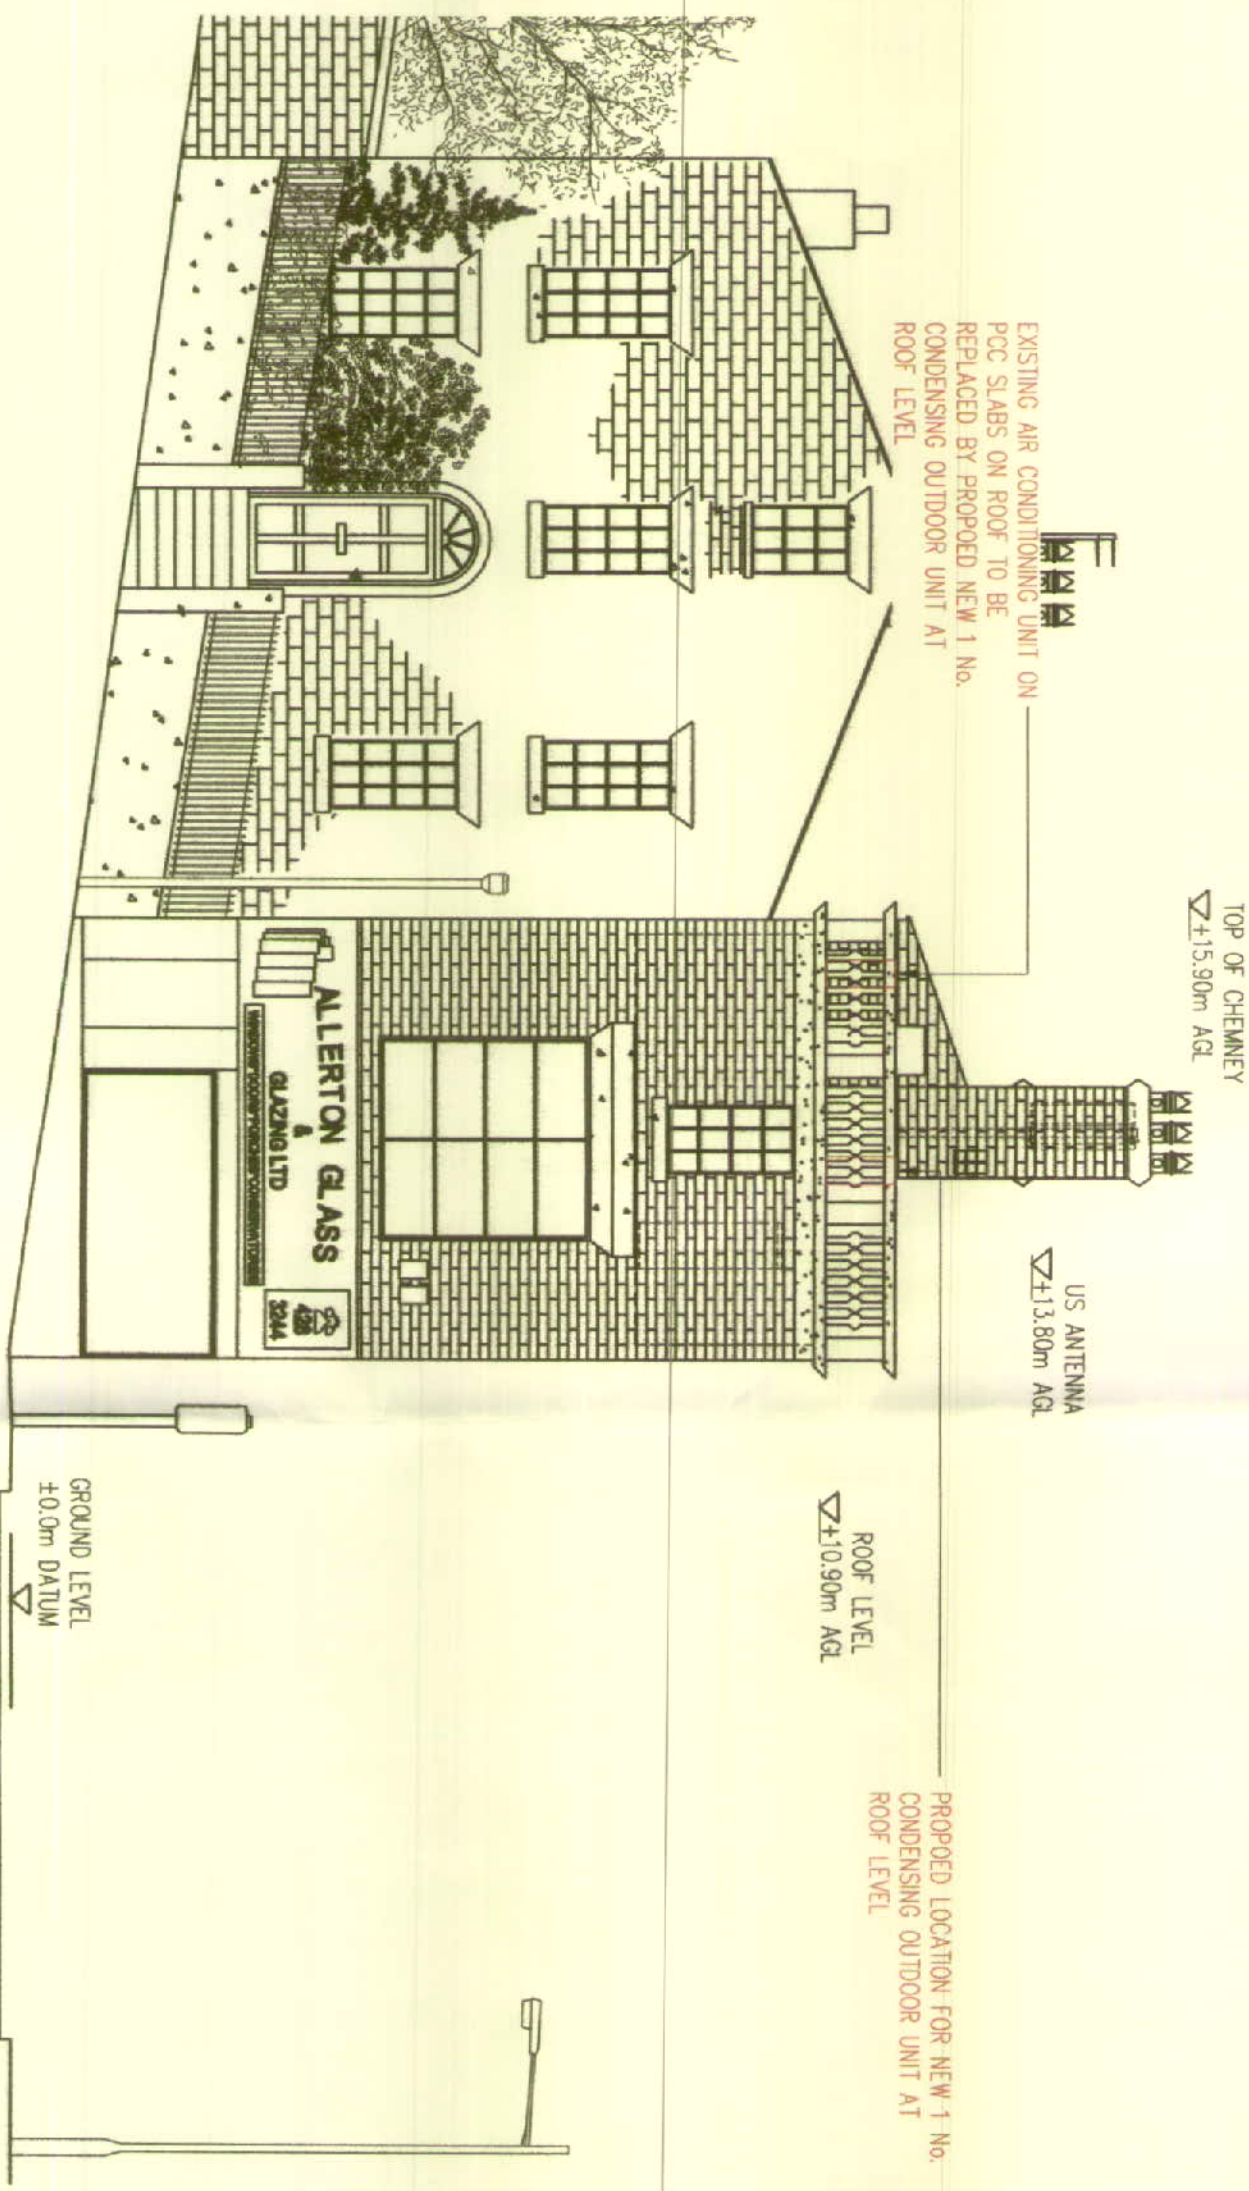 TOP OF CHEMNEY
+15.90m AGL
US ANTENNA
+13.80m AGL
EXISTING AIR CONDITIONING UNIT ON
PCC SLABS ON ROOF TO BE
REPLACED BY PROPOED NEW 1 No.
CONDENSING OUTDOOR UNIT AT
ROOF LEVEL
PROPOED LOCATION FOR NEW 1 No.
CONDENSING OUTDOOR UNIT AT
ROOF LEVEL
ROOF LEVEL
+10.90m AGL
ALLERTON GLASS
&
GLAZING LTD
428
3244
GROUND LEVEL
±0.0m DATUM